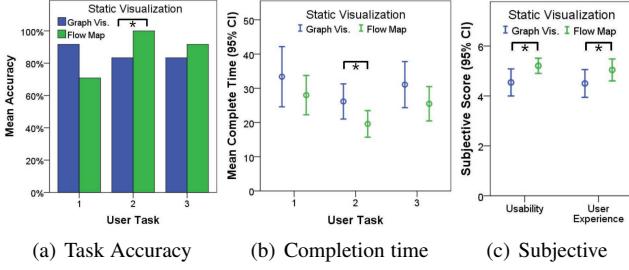 Static Visualization
Graph Vis.
Flow Map
*
Mean Accuracy
100%
80%
60%
40%
20%
0%
1 2 3
User Task
(a) Task Accuracy
Static Visualization
Graph Vis. Flow Map
*
Mean Complete Time (95% CI)
50
40
30
20
10
0
1 2 3
User Task
(b) Completion time
Static Visualization
Graph Vis. Flow Map
* *
Subjective Score (95% CI)
6
4
2
0
Usability User
Experience
(c) Subjective